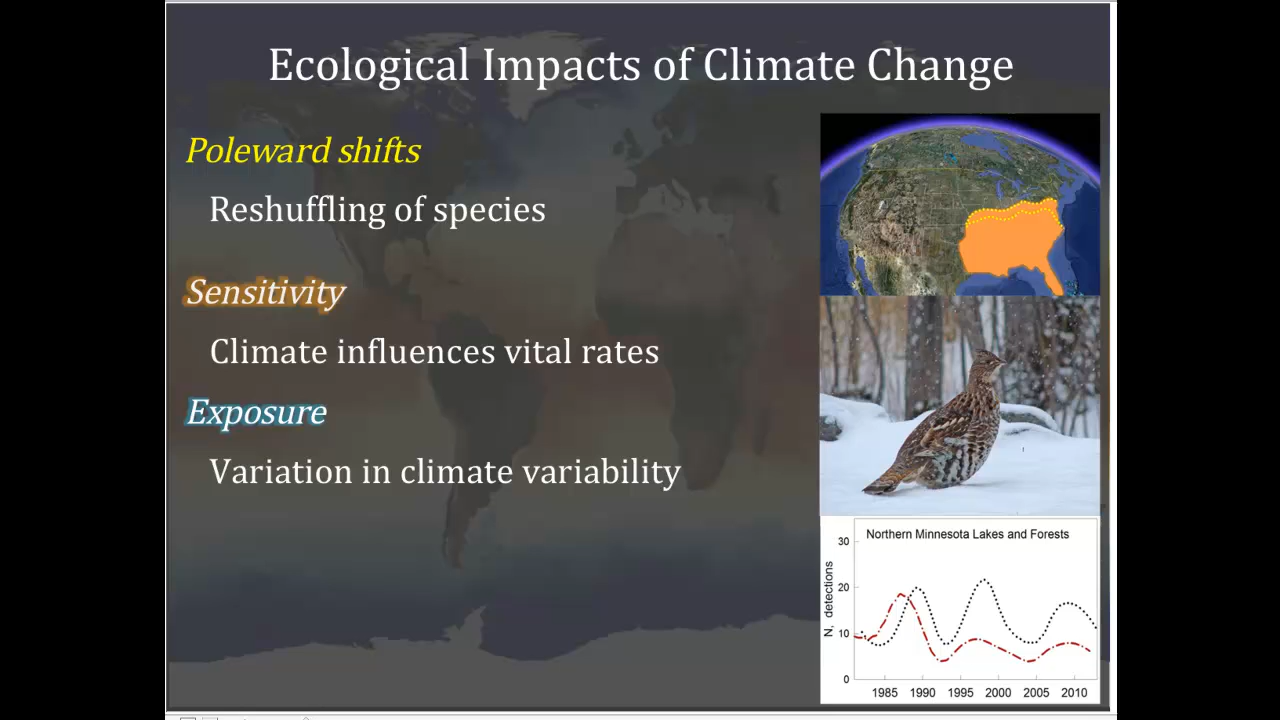 Ecological Impacts of Climate Change
Poleward shifts
Reshuffling of species
Sensitivity
Climate influences vital rates
Exposure
Variation in climate variability
Northern Minnesota Lakes and Forests
N, detections
30
20
10
0
1985 1990 1995 2000 2005 2010